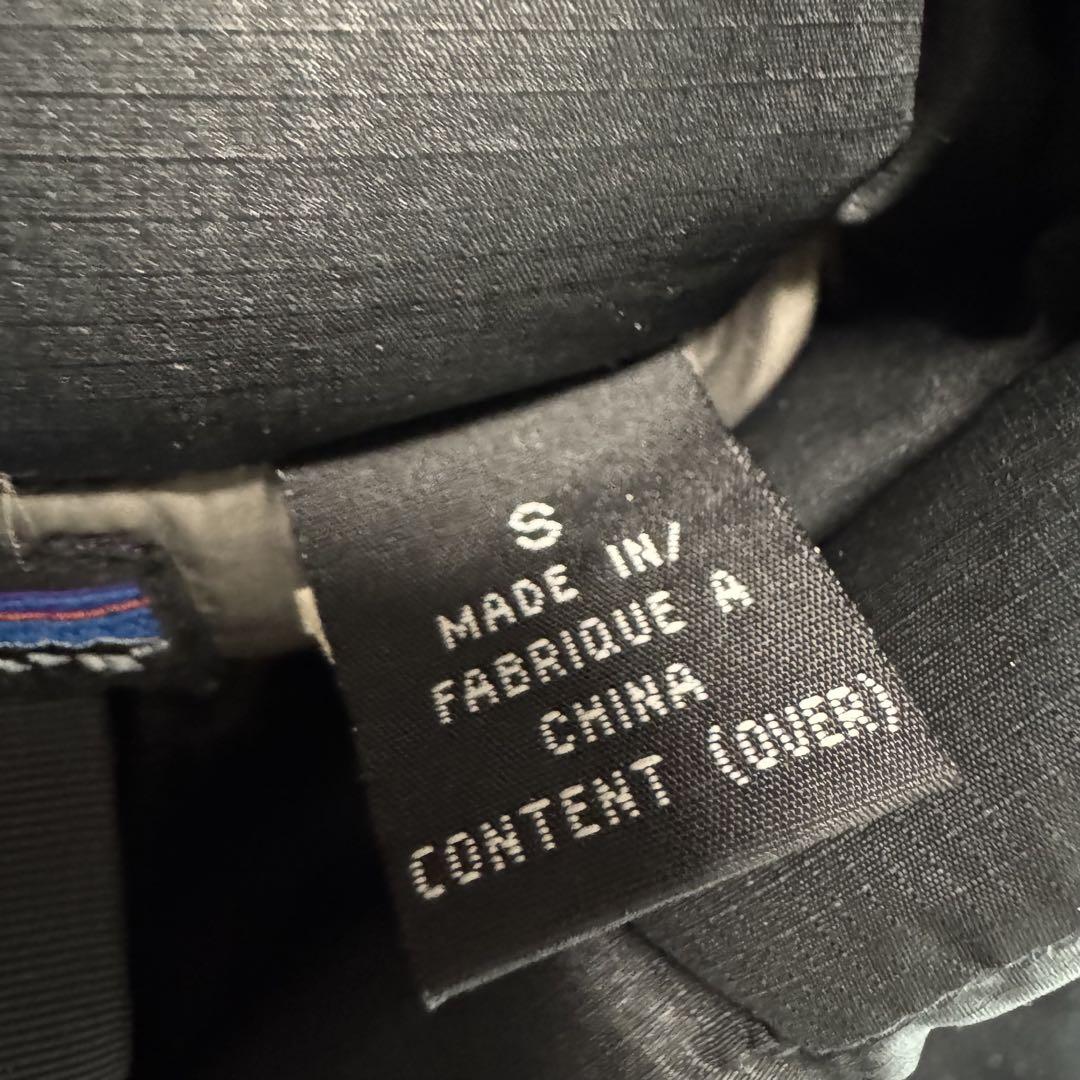 S
MADE IN/
FABRIQUE A
CHINA
CONTENT (OVER)